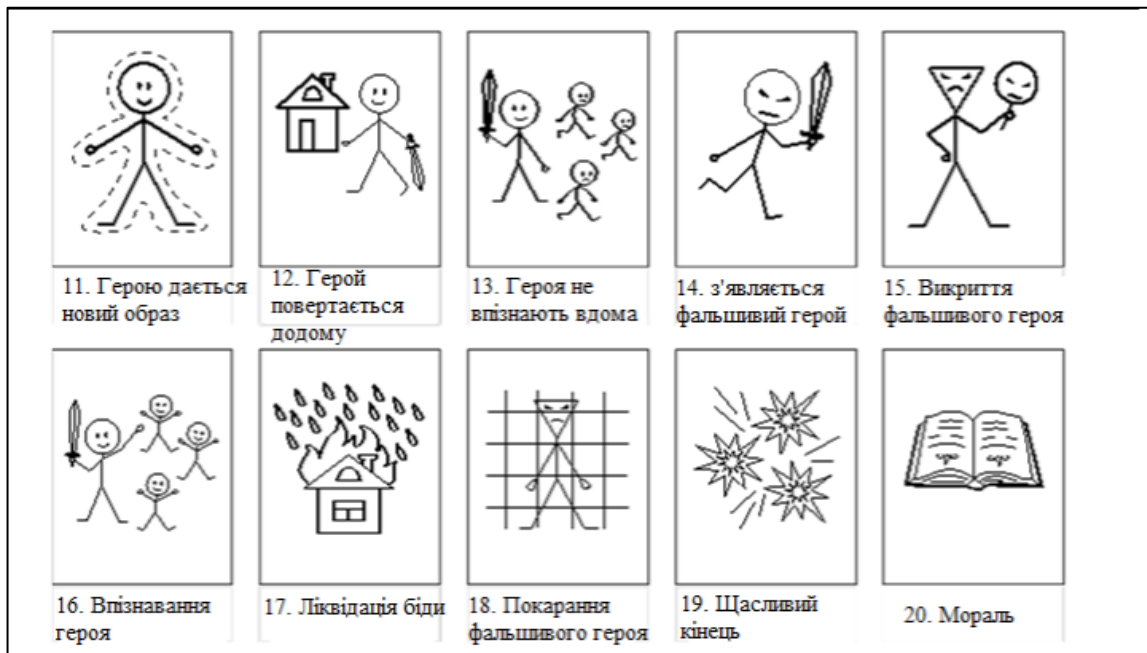 11. Герою дається
новий образ
12. Герой
повертається
додому
13. Героя не
впізнають вдома
14. з'являється
фальшивий герой
15. Викриття
фальшивого героя
16. Впізнавання
героя
17. Ліквідація біди
18. Покарання
фальшивого героя
19. Щасливий
кінець
20. Мораль